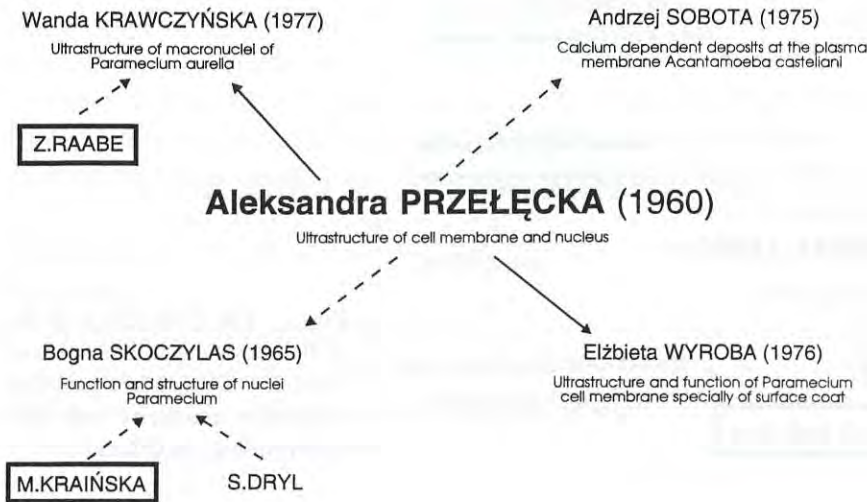 Wanda KRAWCZYŃSKA (1977)
Ultrastructure of macronuclei of
Paramecium aurelia
Andrzej SOBOTA (1975)
Calcium dependent deposits at the plasma
membrane Acantamoeba casteliani
Z.RAABE
Aleksandra PRZEŁĘCKA (1960)
Ultrastructure of cell membrane and nucleus
Bogna SKOCZYLAS (1965)
Function and structure of nuclei
Paramecium
Elżbieta WYROBA (1976)
Ultrastructure and function of Paramecium
cell membrane specially of surface coat
M.KRAIŃSKA
S.DRYL